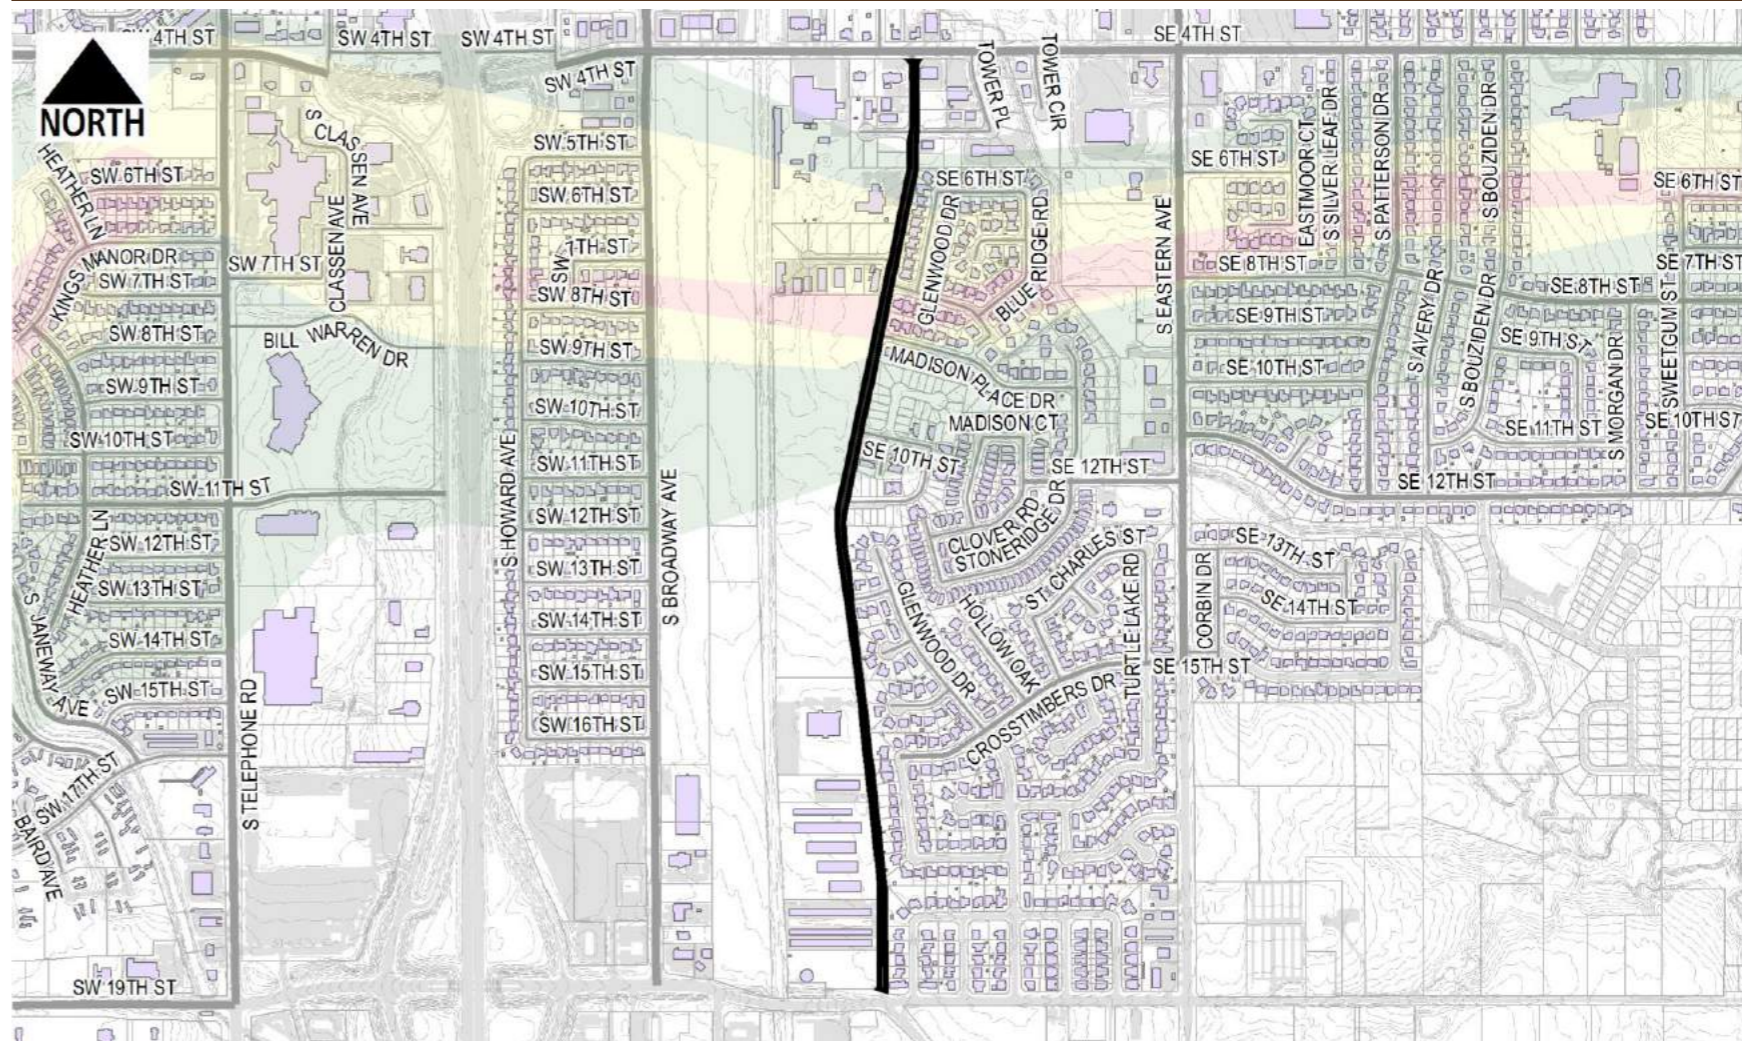 4TH ST
SW 4TH ST
SW 4TH ST
SE 4TH ST
NORTH
SW 4TH ST
TOWER PL
TOWER CIR
S CLASSEN AVE
SW 5TH ST
HEATHER LN
SW 6TH ST
SW 6TH ST
SE 6TH ST
SE 6TH ST
EASTMOOR CT
S SILVER LEAF DR
S PATTERSON DR
S BOUZIDEN DR
SE 6TH ST
CLASSEN AVE
GLENWOOD DR
BLUE RIDGE RD
S EASTERN AVE
KINGS MANOR DR
SW 7TH ST
SW 7TH ST
SW 7TH ST
SW 8TH ST
SE 8TH ST
SE 7TH ST
SE 8TH ST
SW 8TH ST
BILL WARREN DR
SW 9TH ST
SE 9TH ST
S AVERY DR
S BOUZIDEN DR
SE 9TH ST
S MORGAN DR
SWEETGUM ST
SW 9TH ST
MADISON PLACE DR
SE 10TH ST
SW 10TH ST
MADISON CT
SW 10TH ST
SE 11TH ST
SE 10TH ST
S HOWARD AVE
SW 11TH ST
SE 10TH ST
SE 12TH ST
SE 12TH ST
SW 11TH ST
S BROADWAY AVE
SW 12TH ST
HEATHER LN
SW 12TH ST
CLOVER RD
STONERIDGE DR
ST CHARLES ST
SE 13TH ST
SW 13TH ST
SW 13TH ST
S JANEWAY AVE
GLENWOOD DR
HOLLOW OAK
TURTLE LAKE RD
CORBIN DR
SE 14TH ST
SW 14TH ST
SW 14TH ST
SE 15TH ST
SW 15TH ST
SW 15TH ST
CROSSTIMBERS DR
S TELEPHONE RD
SW 16TH ST
SW 17TH ST
BAIRD AVE
SW 19TH ST